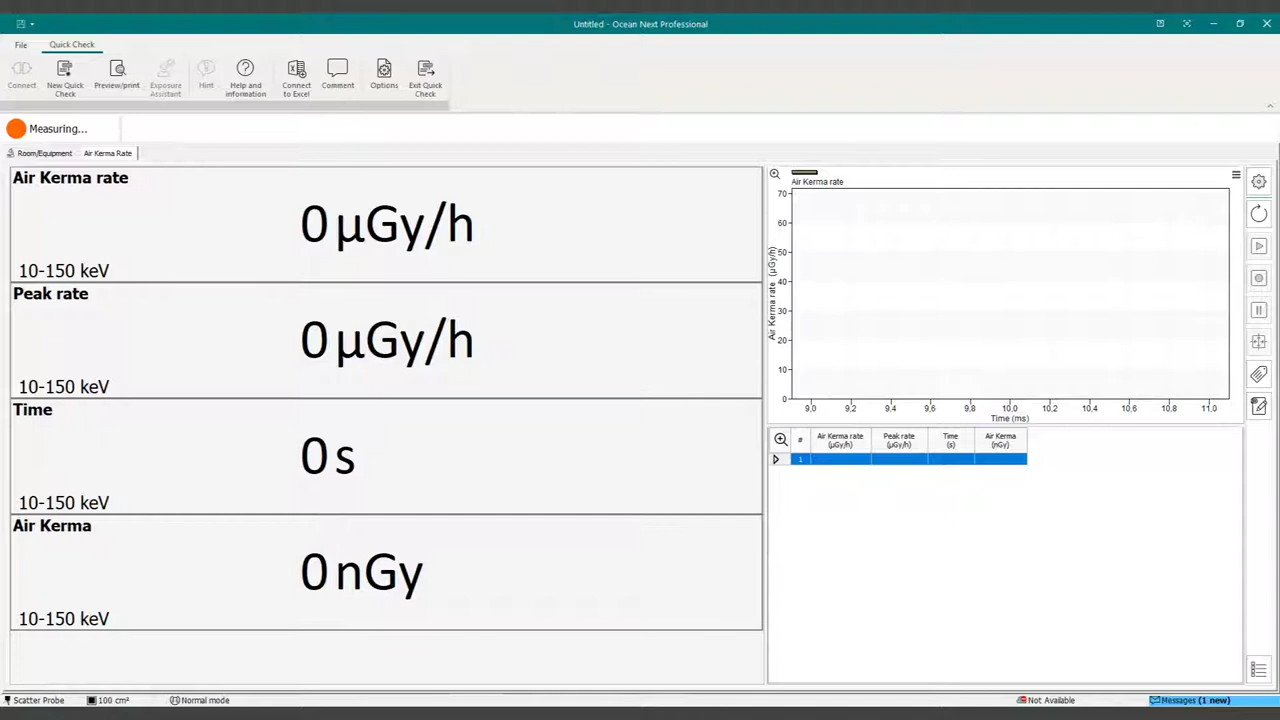 Untitled - Ocean Next Professional
File Quick Check
Connect
New Quick Check
Preview/print
Exposure Assistant
Hint
Help and information
Connect to Excel
Comment
Options
Exit Quick Check
Measuring...
Room/Equipment Air Kerma Rate
Air Kerma rate
0 µGy/h
10-150 keV
Peak rate
0 µGy/h
10-150 keV
Time
0 s
10-150 keV
Air Kerma
0 nGy
10-150 keV
Air Kerma rate
Air Kerma rate (µGy/h)
70
60
50
40
30
20
10
0
9,0 9,2 9,4 9,6 9,8 10,0 10,2 10,4 10,6 10,8 11,0
Time (ms)
# Air Kerma rate (µGy/h) Peak rate (µGy/h) Time (s) Air Kerma (nGy)
1
Scatter Probe 100 cm² Normal mode Not Available Messages (1 new)